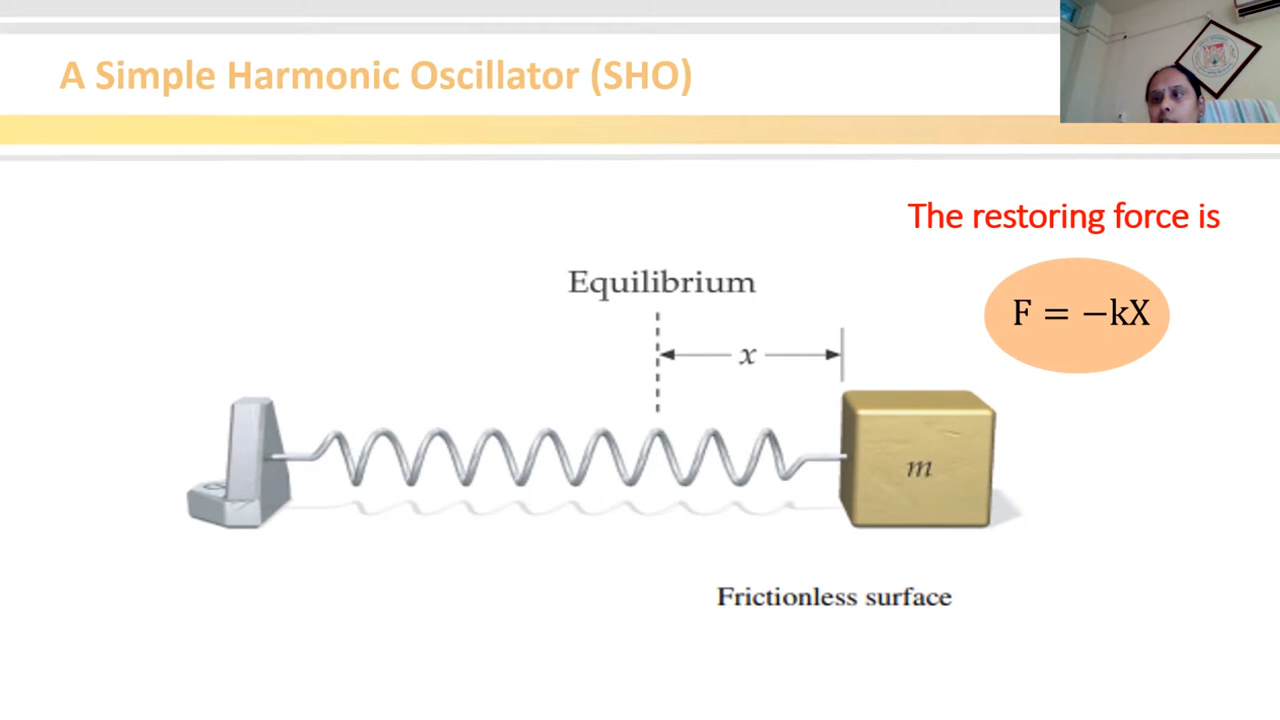 A Simple Harmonic Oscillator (SHO)
The restoring force is
F = −kX
Equilibrium
x
m
Frictionless surface